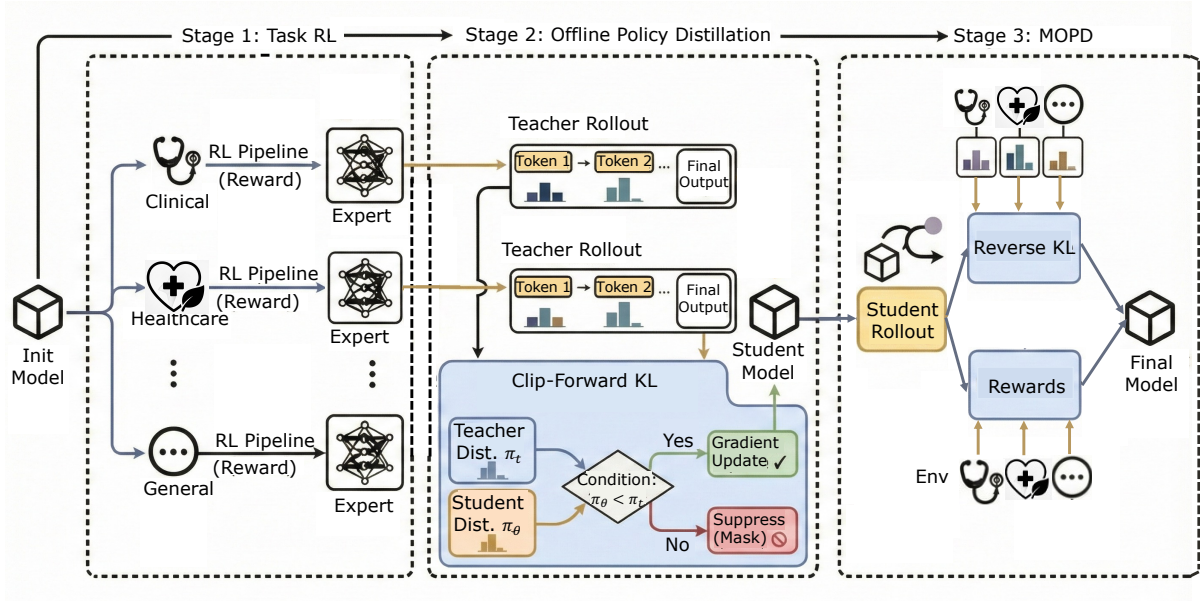 Stage 1: Task RL
Stage 2: Offline Policy Distillation
Stage 3: MOPD
Init
Model
Clinical
RL Pipeline
(Reward)
Expert
Healthcare
RL Pipeline
(Reward)
Expert
General
RL Pipeline
(Reward)
Expert
Teacher Rollout
Token 1
Token 2
...
Final
Output
Teacher Rollout
Token 1
Token 2
...
Final
Output
Student
Model
Clip-Forward KL
Teacher
Dist. π_t
Student
Dist. π_θ
Condition:
π_θ < π_t
Yes
Gradient
Update ✓
No
Suppress
(Mask)
Reverse KL
Student
Rollout
Rewards
Env
Final
Model